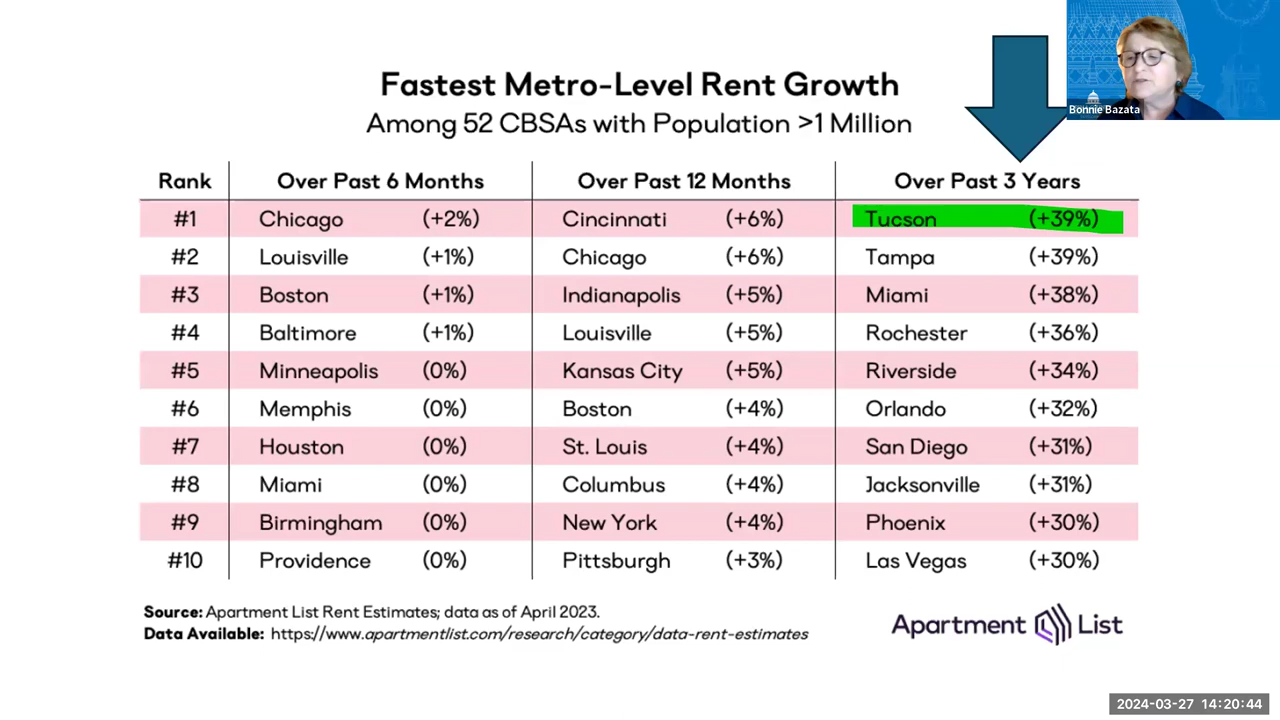 Fastest Metro-Level Rent Growth
Among 52 CBSAs with Population >1 Million
Bonnie Bazata
Rank Over Past 6 Months Over Past 12 Months Over Past 3 Years
#1 Chicago (+2%) Cincinnati (+6%) Tucson (+39%)
#2 Louisville (+1%) Chicago (+6%) Tampa (+39%)
#3 Boston (+1%) Indianapolis (+5%) Miami (+38%)
#4 Baltimore (+1%) Louisville (+5%) Rochester (+36%)
#5 Minneapolis (0%) Kansas City (+5%) Riverside (+34%)
#6 Memphis (0%) Boston (+4%) Orlando (+32%)
#7 Houston (0%) St. Louis (+4%) San Diego (+31%)
#8 Miami (0%) Columbus (+4%) Jacksonville (+31%)
#9 Birmingham (0%) New York (+4%) Phoenix (+30%)
#10 Providence (0%) Pittsburgh (+3%) Las Vegas (+30%)
Source: Apartment List Rent Estimates; data as of April 2023.
Data Available: https://www.apartmentlist.com/research/category/data-rent-estimates
Apartment List
2024-03-27 14:20:44